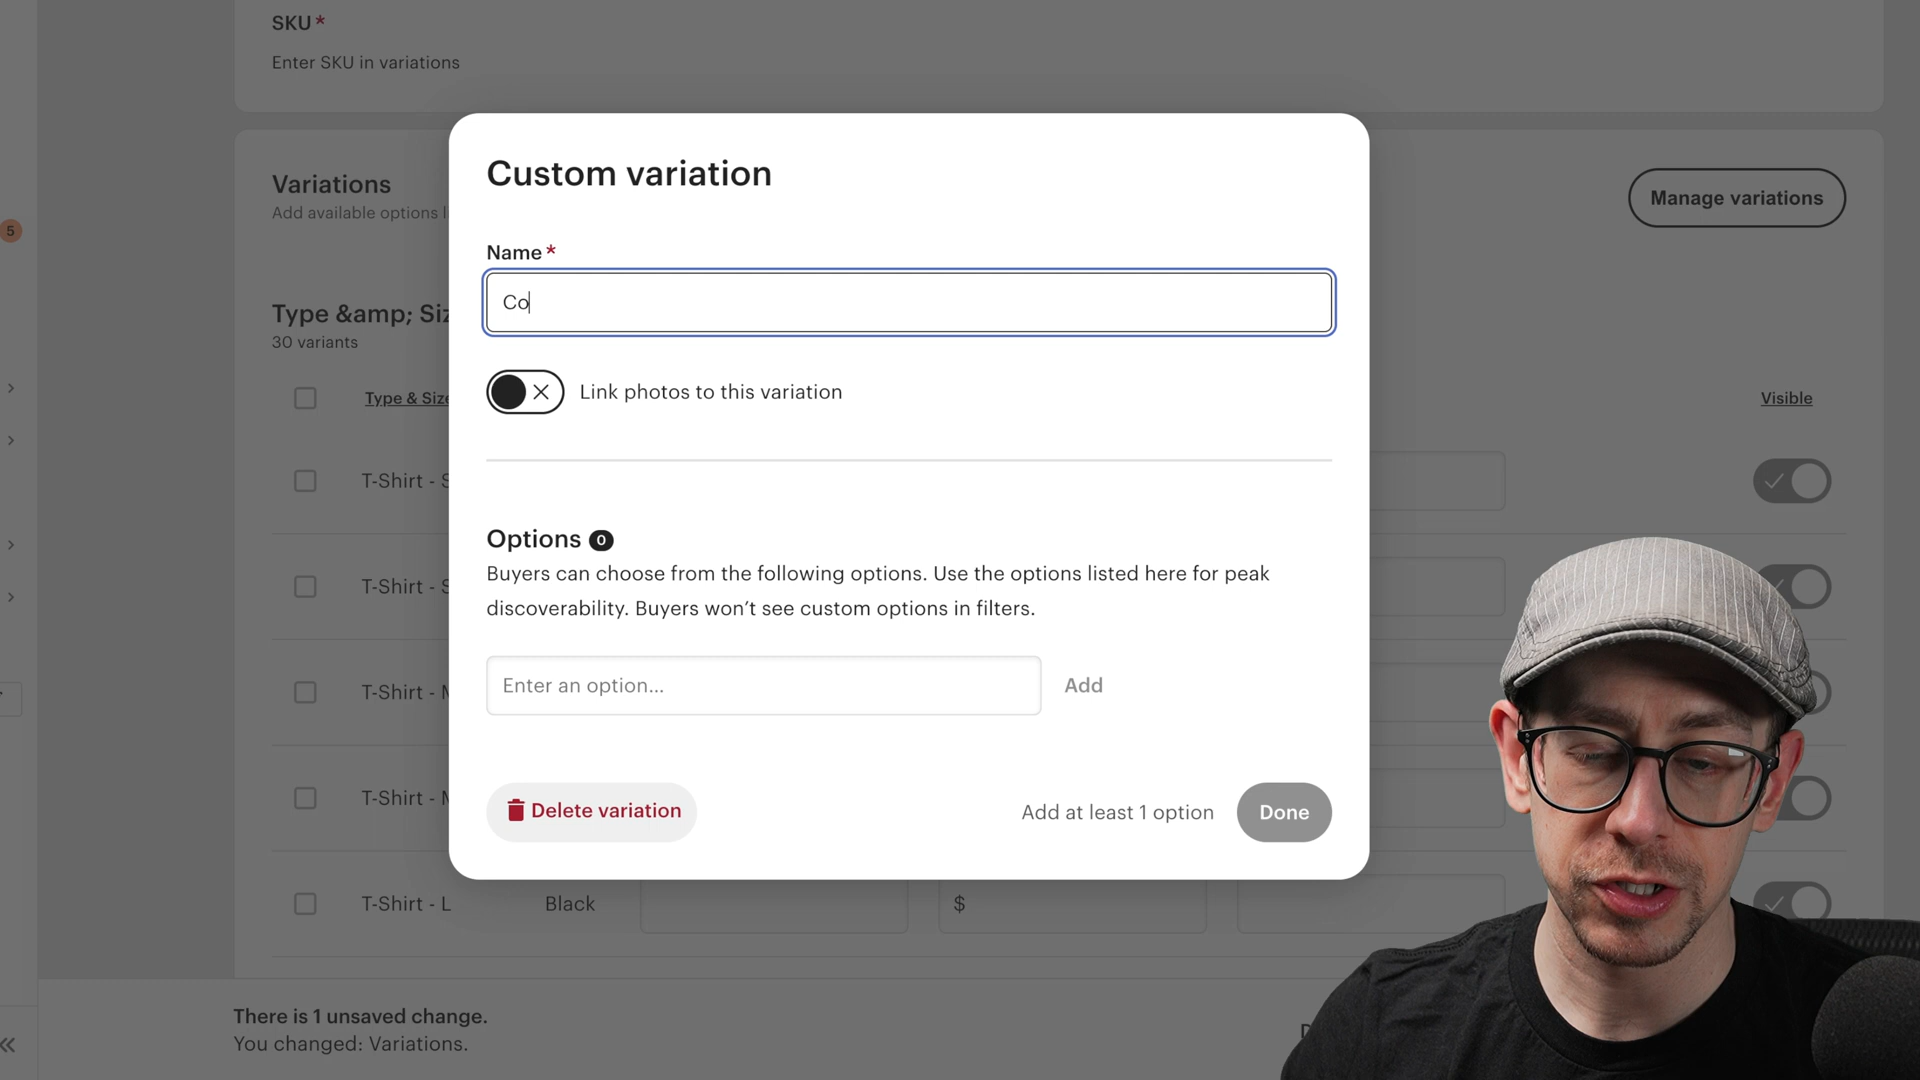 SKU*
Enter SKU in variations
Variations
Add available options l
Manage variations
5
Type &amp; Siz
30 variants
Type & Size
Visible
T-Shirt - S
T-Shirt - S
T-Shirt - M
T-Shirt - M
T-Shirt - L
Black
$
Custom variation
Name*
Co
Link photos to this variation
Options 0
Buyers can choose from the following options. Use the options listed here for peak
discoverability. Buyers won’t see custom options in filters.
Enter an option...
Add
Delete variation
Add at least 1 option
Done
There is 1 unsaved change.
You changed: Variations.